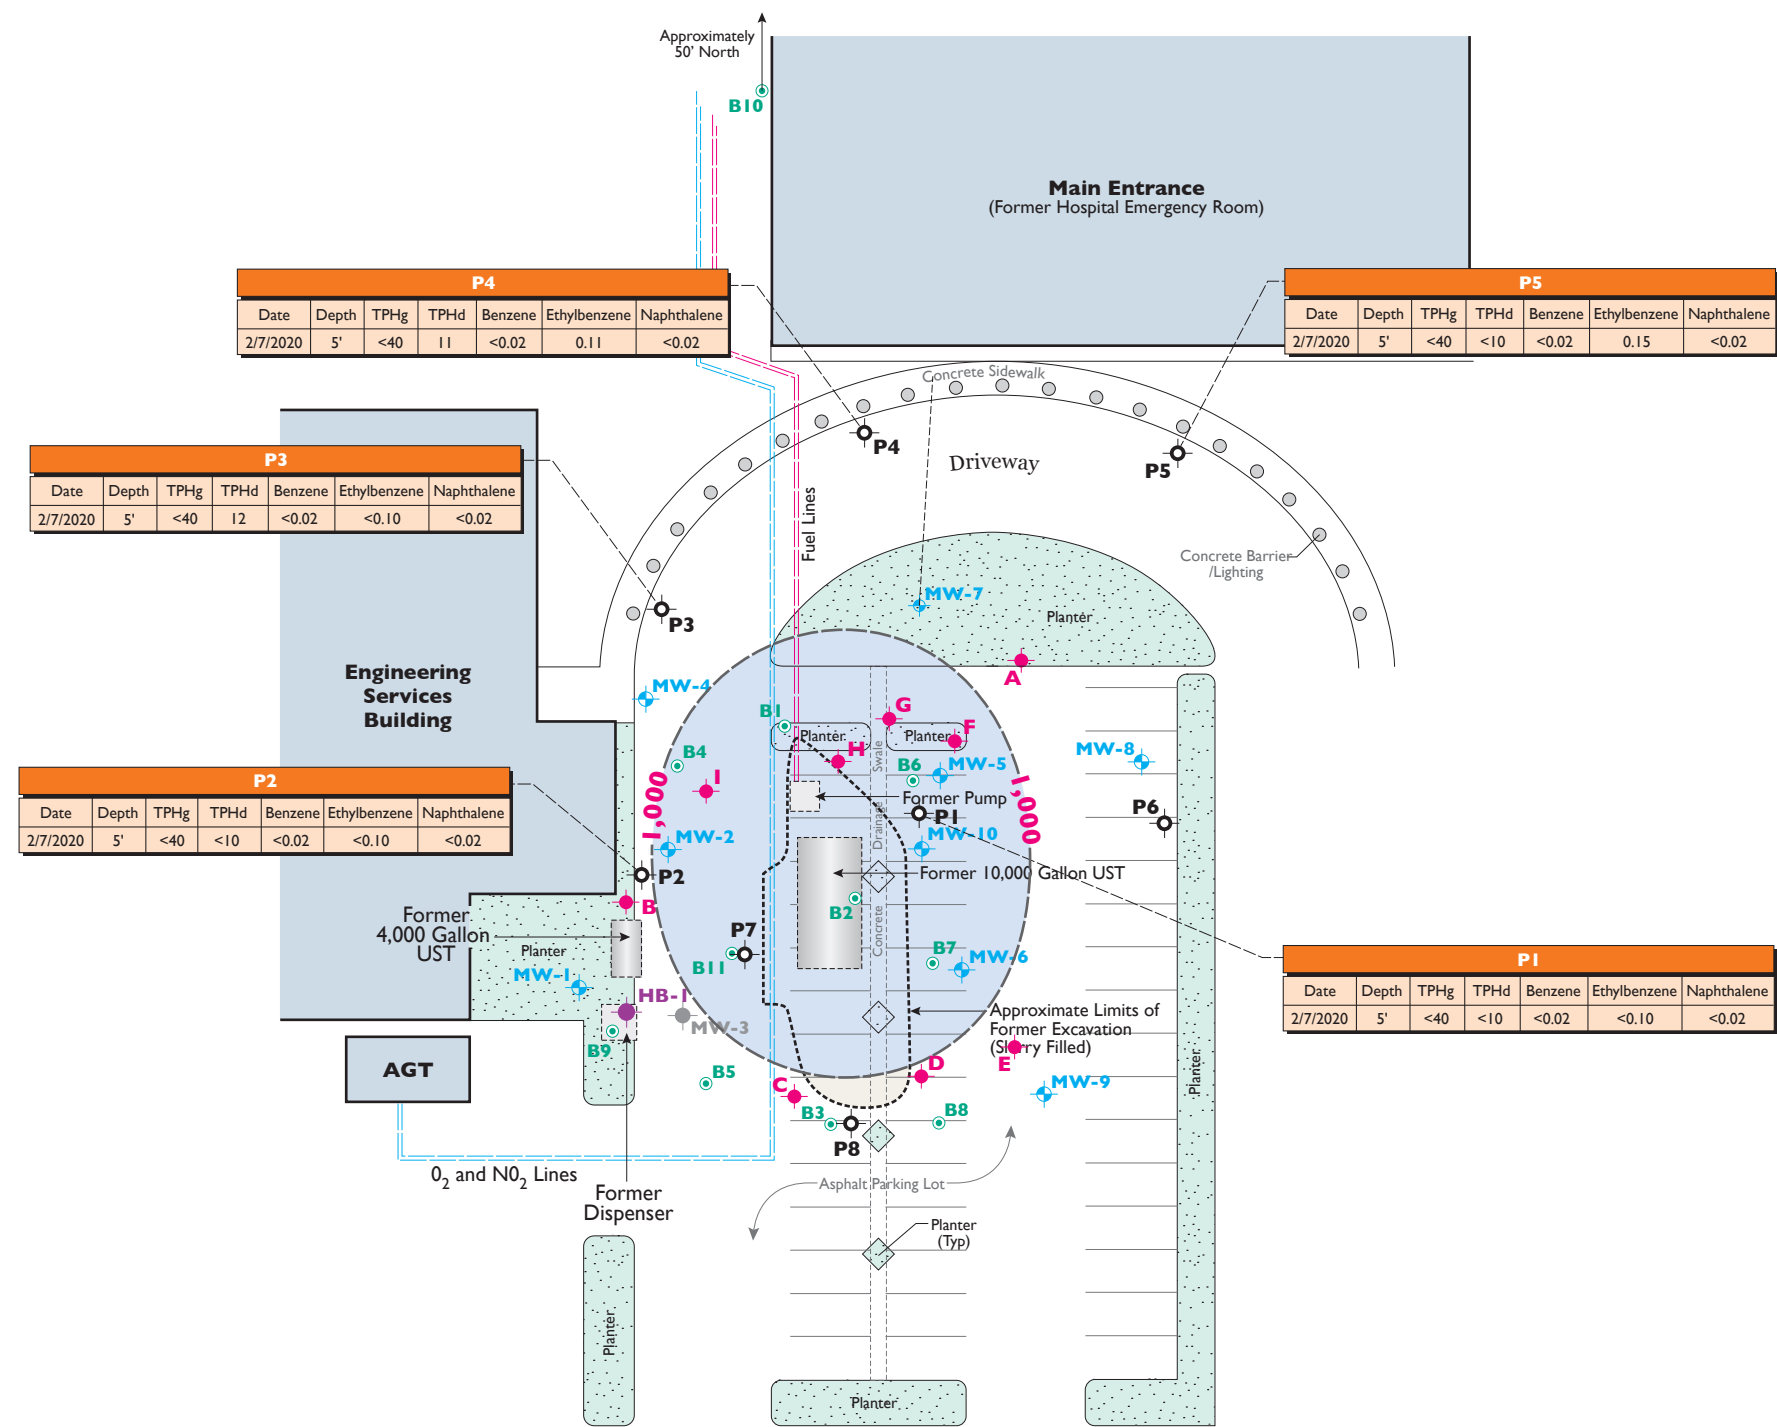 Approximately
50' North
B10
Main Entrance
(Former Hospital Emergency Room)
P4
Date Depth TPHg TPHd Benzene Ethylbenzene Naphthalene
2/7/2020 5' <40 11 <0.02 0.11 <0.02
P5
Date Depth TPHg TPHd Benzene Ethylbenzene Naphthalene
2/7/2020 5' <40 <10 <0.02 0.15 <0.02
Concrete Sidewalk
P4
Driveway
P5
P3
Date Depth TPHg TPHd Benzene Ethylbenzene Naphthalene
2/7/2020 5' <40 12 <0.02 <0.10 <0.02
Fuel Lines
Concrete Barrier
/Lighting
MW-7
Planter
P3
Engineering
Services
Building
MW-4
A
B1
G
F
Planter
Planter
H
Swale
B4
I
B6
MW-5
MW-8
1,000
1,000
Former Pump
P1
P6
Drainage
P2
Date Depth TPHg TPHd Benzene Ethylbenzene Naphthalene
2/7/2020 5' <40 <10 <0.02 <0.10 <0.02
MW-2
MW-10
P2
Former 10,000 Gallon UST
B
B2
Former
4,000 Gallon
UST
Planter
Concrete
P7
B11
B7
MW-6
MW-1
HB-1
MW-3
P1
Date Depth TPHg TPHd Benzene Ethylbenzene Naphthalene
2/7/2020 5' <40 <10 <0.02 <0.10 <0.02
Approximate Limits of
Former Excavation
(Slurry Filled)
E
B9
AGT
B5
C
D
MW-9
Planter
B3
P8
B8
O2 and NO2 Lines
Former
Dispenser
Asphalt Parking Lot
Planter
(Typ)
Planter
Planter